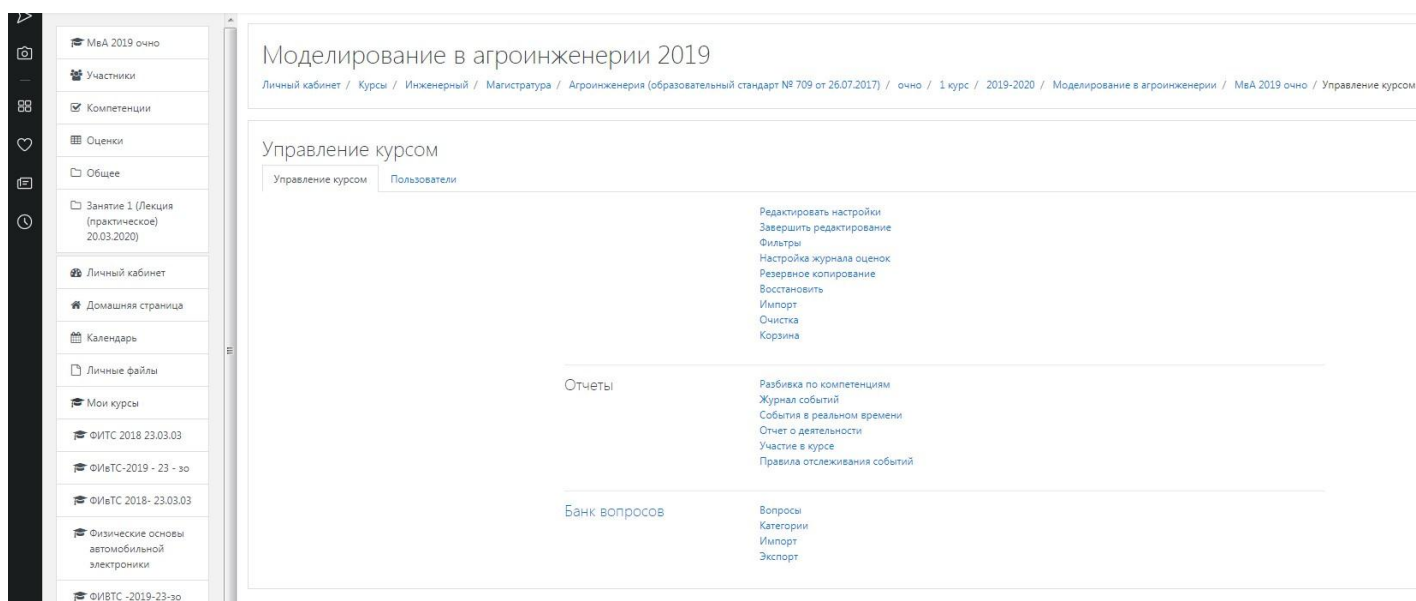 МвА 2019 очно
Участники
Компетенции
Оценки
Общее
Занятие 1 (Лекция
(практическое)
20.03.2020)
Личный кабинет
Домашняя страница
Календарь
Личные файлы
Мои курсы
ФИТС 2018 23.03.03
ФИвТС-2019 - 23 - зо
ФИвТС 2018- 23.03.03
Физические основы
автомобильной
электроники
ФИВТС -2019-23-зо
Моделирование в агроинженерии 2019
Личный кабинет / Курсы / Инженерный / Магистратура / Агроинженерия (образовательный стандарт № 709 от 26.07.2017) / очно / 1 курс / 2019-2020 / Моделирование в агроинженерии / МвА 2019 очно / Управление курсом
Управление курсом
Управление курсом Пользователи
Редактировать настройки
Завершить редактирование
Фильтры
Настройка журнала оценок
Резервное копирование
Восстановить
Импорт
Очистка
Корзина
Отчеты
Разбивка по компетенциям
Журнал событий
События в реальном времени
Отчет о деятельности
Участие в курсе
Правила отслеживания событий
Банк вопросов
Вопросы
Категории
Импорт
Экспорт